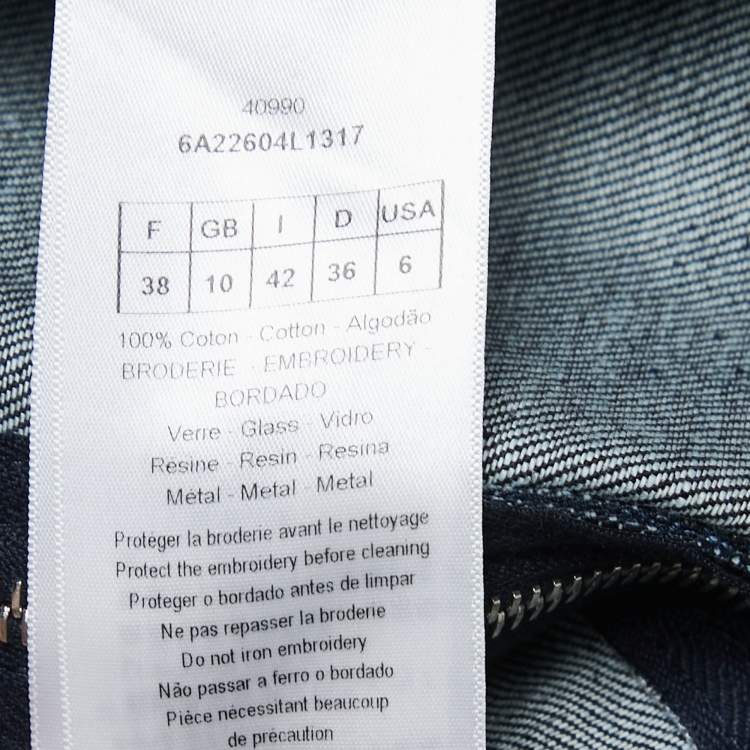 40990
6A22604L1317
F GB I D USA
38 10 42 36 6
100% Coton - Cotton - Algodão
BRODERIE - EMBROIDERY -
BORDADO
Verre - Glass - Vidro
Résine - Resin - Resina
Métal - Metal - Metal
Protéger la broderie avant le nettoyage
Protect the embroidery before cleaning
Proteger o bordado antes de limpar
Ne pas repasser la broderie
Do not iron embroidery
Não passar a ferro o bordado
Pièce nécessitant beaucoup
de précaution